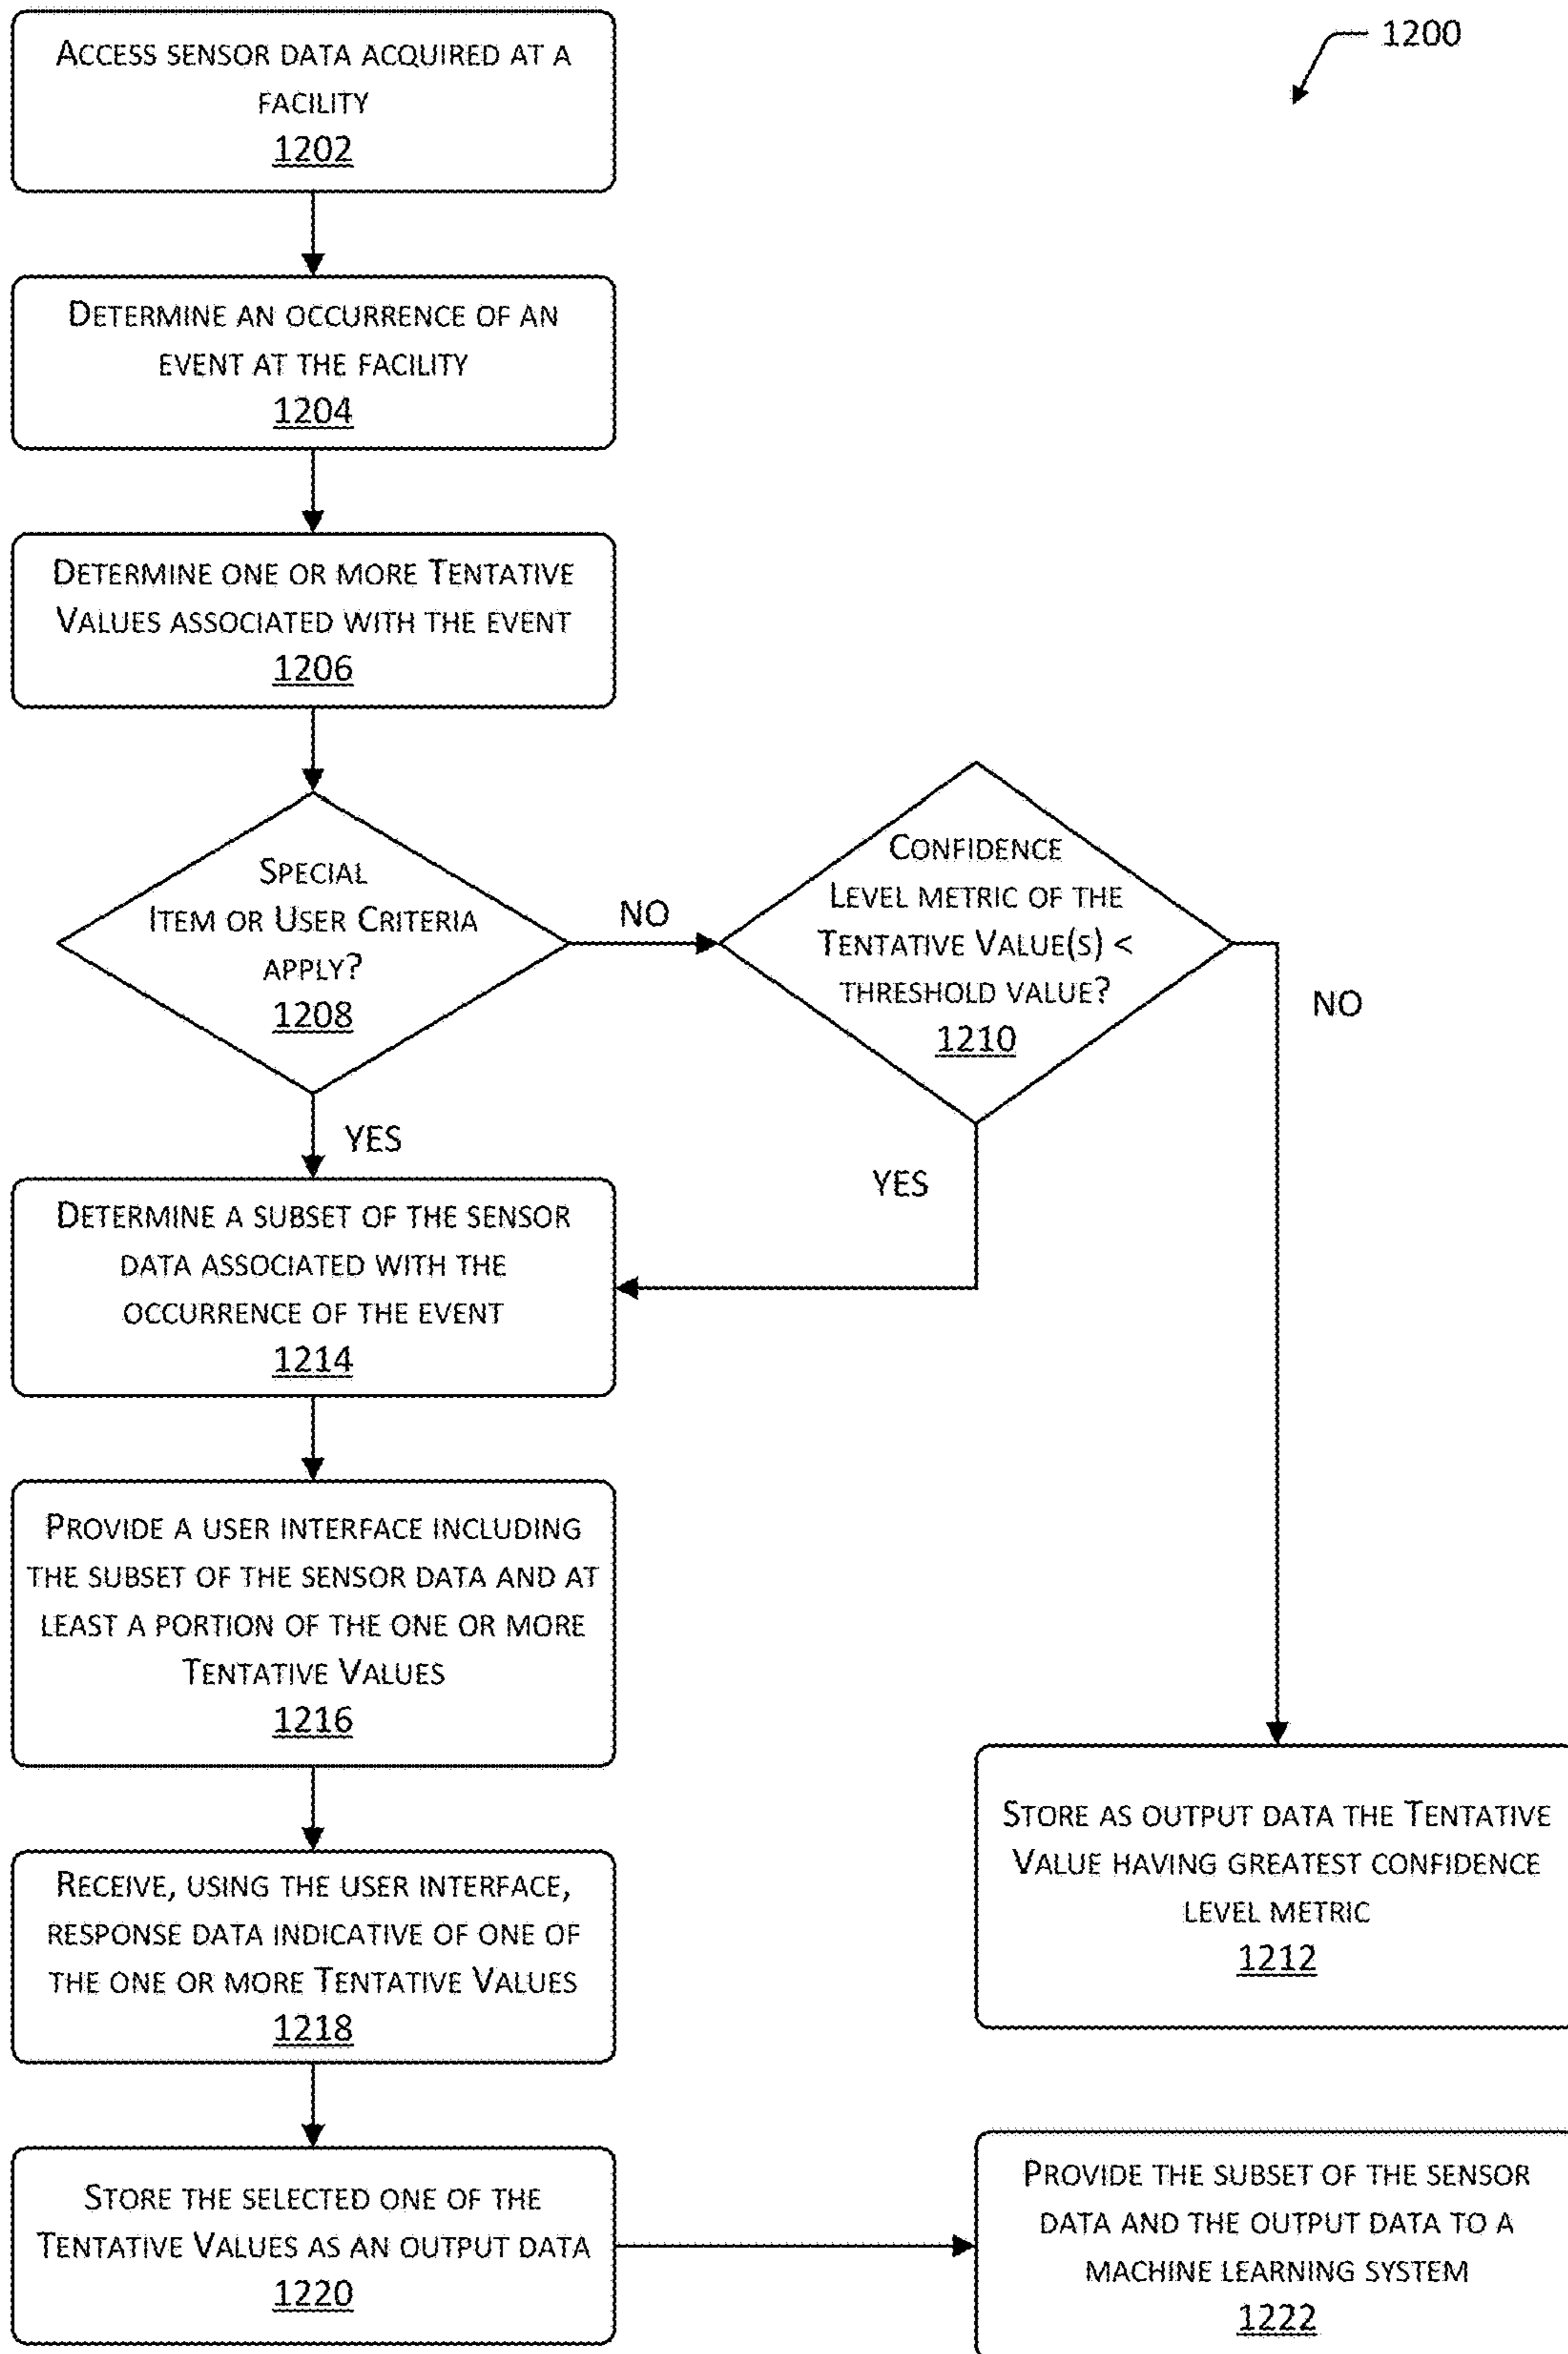 1200
ACCESS SENSOR DATA ACQUIRED AT A
FACILITY
1202
DETERMINE AN OCCURRENCE OF AN
EVENT AT THE FACILITY
1204
DETERMINE ONE OR MORE TENTATIVE
VALUES ASSOCIATED WITH THE EVENT
1206
SPECIAL
ITEM OR USER CRITERIA
APPLY?
1208
NO
YES
CONFIDENCE
LEVEL METRIC OF THE
TENTATIVE VALUE(S) <
THRESHOLD VALUE?
1210
NO
YES
DETERMINE A SUBSET OF THE SENSOR
DATA ASSOCIATED WITH THE
OCCURRENCE OF THE EVENT
1214
PROVIDE A USER INTERFACE INCLUDING
THE SUBSET OF THE SENSOR DATA AND AT
LEAST A PORTION OF THE ONE OR MORE
TENTATIVE VALUES
1216
STORE AS OUTPUT DATA THE TENTATIVE
VALUE HAVING GREATEST CONFIDENCE
LEVEL METRIC
1212
RECEIVE, USING THE USER INTERFACE,
RESPONSE DATA INDICATIVE OF ONE OF
THE ONE OR MORE TENTATIVE VALUES
1218
STORE THE SELECTED ONE OF THE
TENTATIVE VALUES AS AN OUTPUT DATA
1220
PROVIDE THE SUBSET OF THE SENSOR
DATA AND THE OUTPUT DATA TO A
MACHINE LEARNING SYSTEM
1222